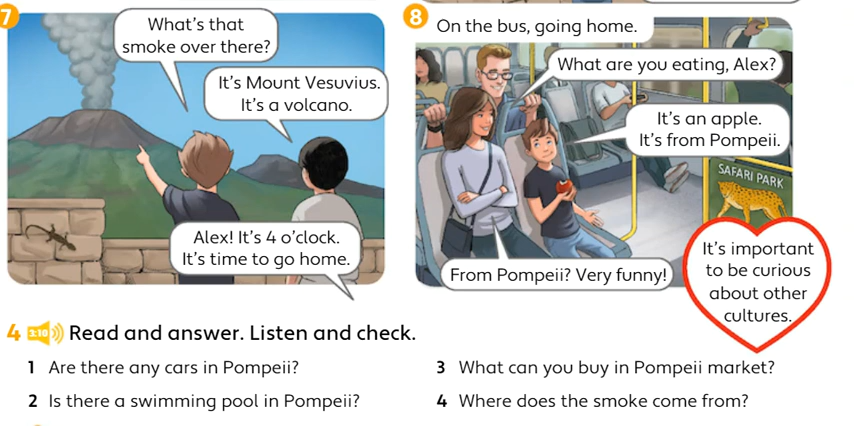 7
What's that
smoke over there?
It's Mount Vesuvius.
It's a volcano.
Alex! It's 4 o'clock.
It's time to go home.
8
On the bus, going home.
What are you eating, Alex?
It's an apple.
It's from Pompeii.
SAFARI PARK
From Pompeii? Very funny!
It's important
to be curious
about other
cultures.
4 3:10 Read and answer. Listen and check.
1 Are there any cars in Pompeii?
2 Is there a swimming pool in Pompeii?
3 What can you buy in Pompeii market?
4 Where does the smoke come from?